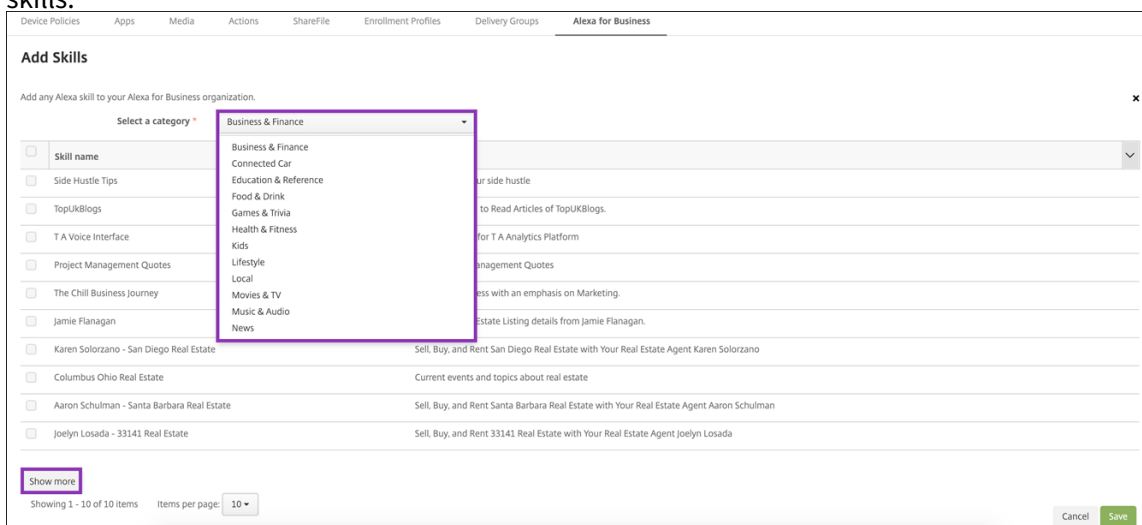 skills.
Device Policies Apps Media Actions ShareFile Enrollment Profiles Delivery Groups Alexa for Business
Add Skills
Add any Alexa skill to your Alexa for Business organization.
Select a category * Business & Finance
Business & Finance
Connected Car
Education & Reference
Food & Drink
Games & Trivia
Health & Fitness
Kids
Lifestyle
Local
Movies & TV
Music & Audio
News
Skill name
Side Hustle Tips side hustle
TopUkBlogs to Read Articles of TopUKBlogs.
T A Voice Interface for T A Analytics Platform
Project Management Quotes Quotes
The Chill Business Journey with an emphasis on Marketing.
Jamie Flanagan Estate Listing details from Jamie Flanagan.
Karen Solorzano - San Diego Real Estate Sell, Buy, and Rent San Diego Real Estate with Your Real Estate Agent Karen Solorzano
Columbus Ohio Real Estate Current events and topics about real estate
Aaron Schulman - Santa Barbara Real Estate Sell, Buy, and Rent Santa Barbara Real Estate with Your Real Estate Agent Aaron Schulman
Joelyn Losada - 33141 Real Estate Sell, Buy, and Rent 33141 Real Estate with Your Real Estate Agent Joelyn Losada
Show more
Showing 1 - 10 of 10 items Items per page: 10
Cancel Save